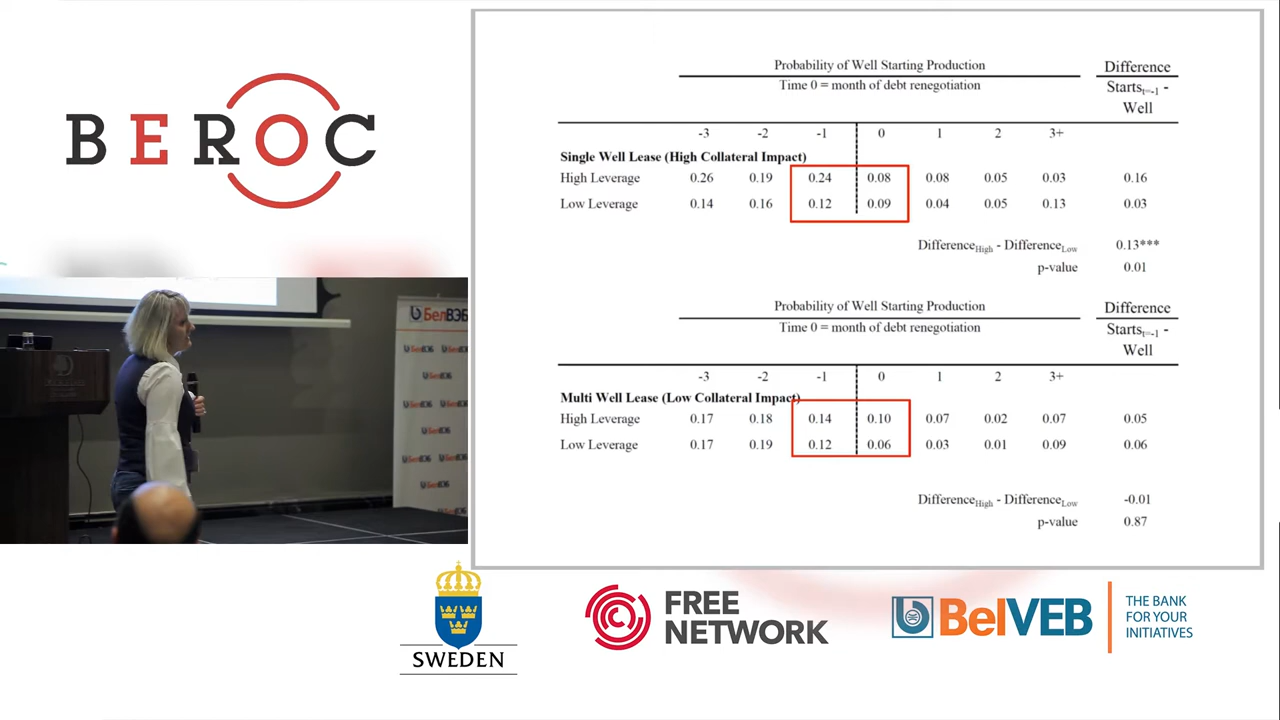 BEROC
Probability of Well Starting Production Difference
Time 0 = month of debt renegotiation Starts t=-1 -
Well
-3 -2 -1 0 1 2 3+
Single Well Lease (High Collateral Impact)
High Leverage 0.26 0.19 0.24 0.08 0.08 0.05 0.03 0.16
Low Leverage 0.14 0.16 0.12 0.09 0.04 0.05 0.13 0.03
Difference High - Difference Low 0.13***
p-value 0.01
Probability of Well Starting Production Difference
Time 0 = month of debt renegotiation Starts t=-1 -
Well
-3 -2 -1 0 1 2 3+
Multi Well Lease (Low Collateral Impact)
High Leverage 0.17 0.18 0.14 0.10 0.07 0.02 0.07 0.05
Low Leverage 0.17 0.19 0.12 0.06 0.03 0.01 0.09 0.06
Difference High - Difference Low -0.01
p-value 0.87
БелВЭБ
SWEDEN
FREE
NETWORK
BelVEB
THE BANK
FOR YOUR
INITIATIVES